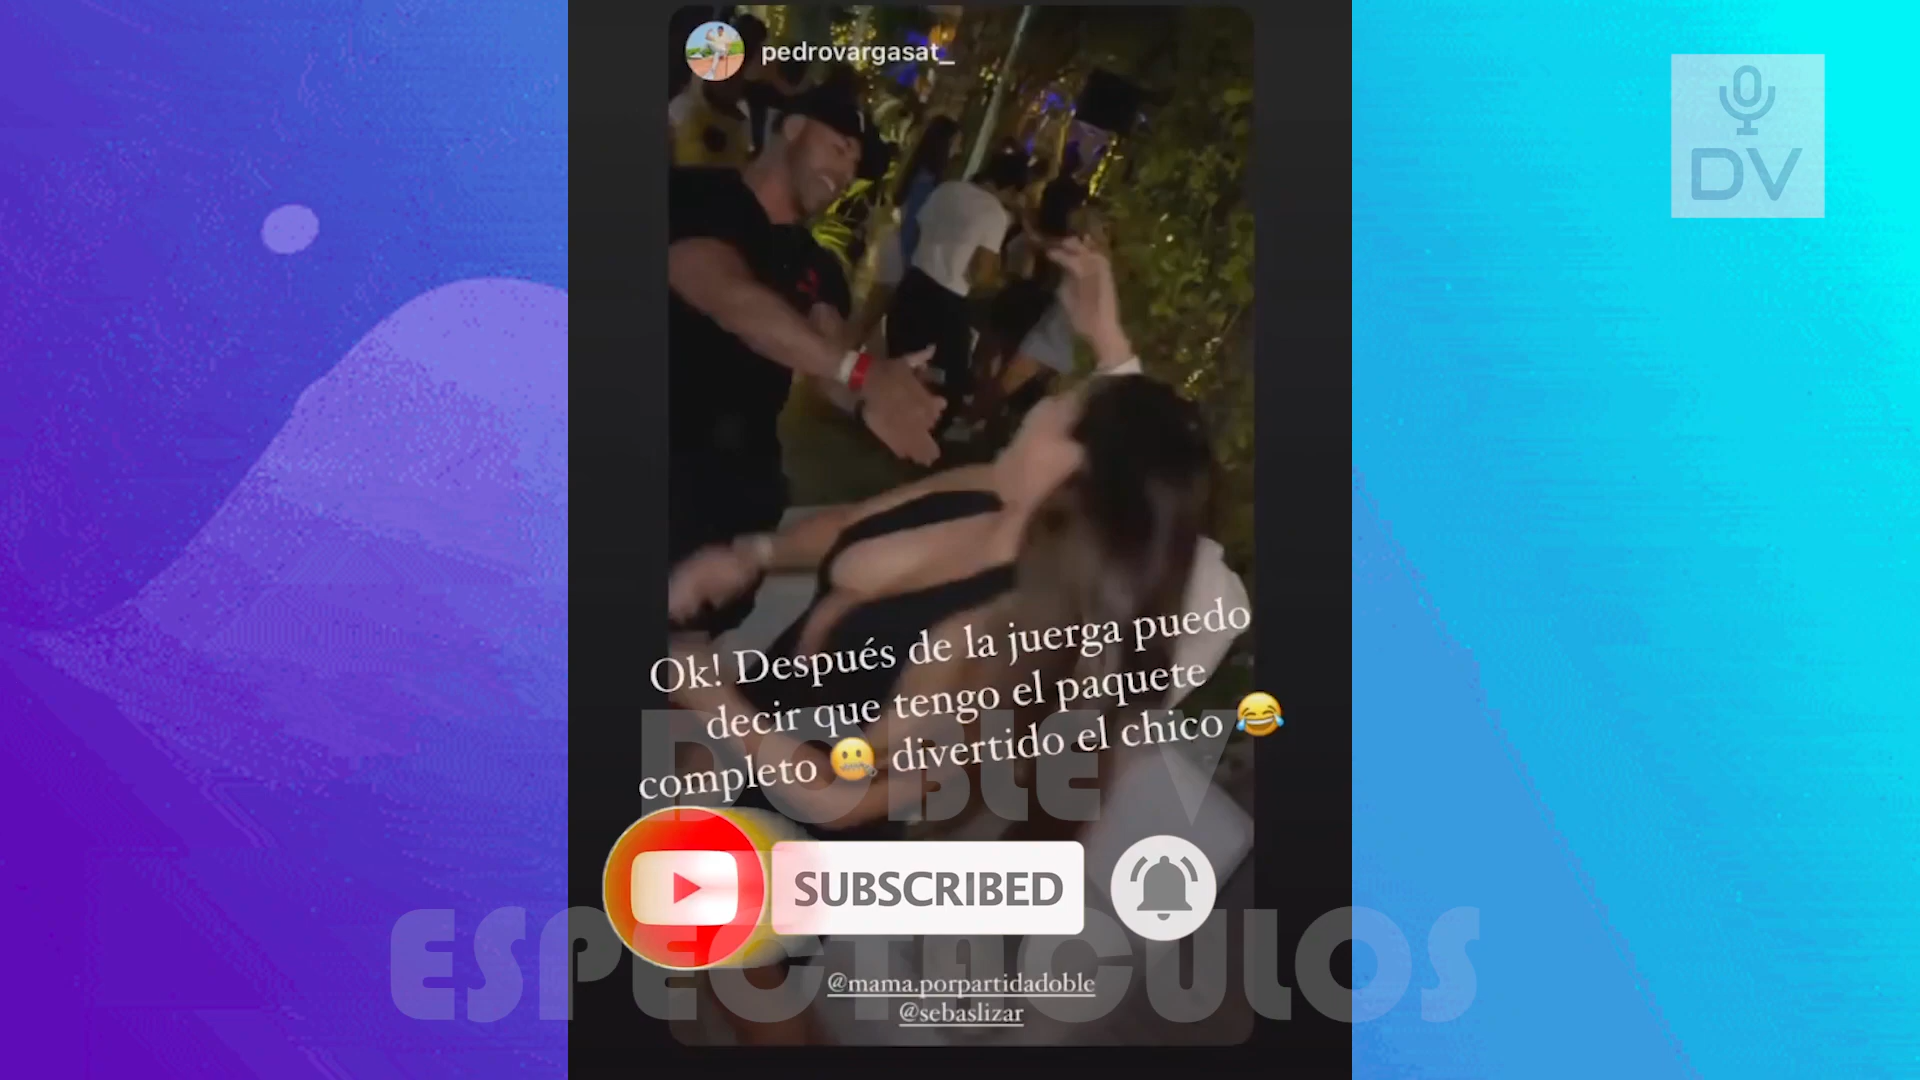 pedrovargasat_
DV
Ok! Después de la juerga puedo
decir que tengo el paquete
completo 🤐 divertido el chico 😂
DOBLE V
SUBSCRIBED
ESPECTACULOS
@mama.porpartidadoble
@sebaslizar